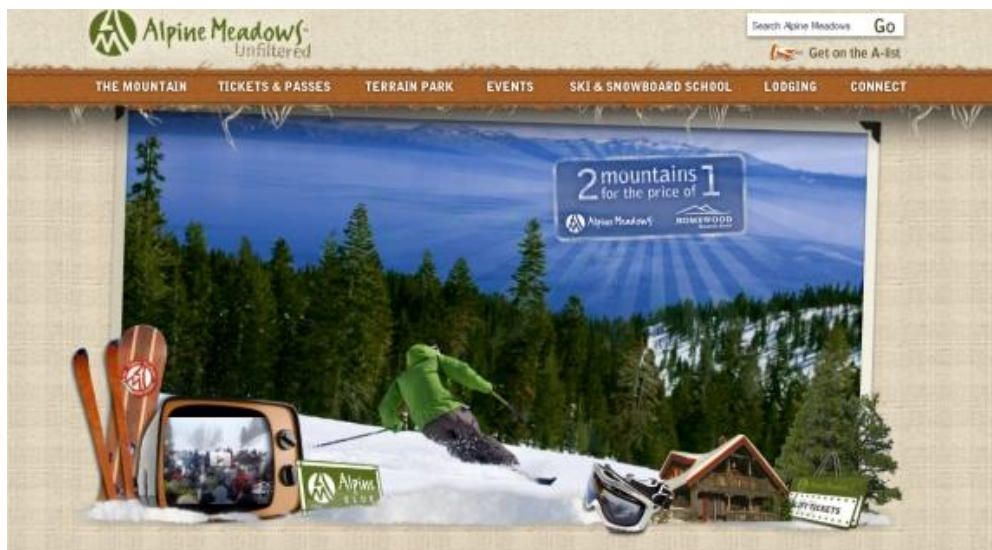 Alpine Meadows
Unfiltered
Search Alpine Meadows Go
Get on the A-list
THE MOUNTAIN TICKETS & PASSES TERRAIN PARK EVENTS SKI & SNOWBOARD SCHOOL LODGING CONNECT
2 mountains for the price of 1
Alpine Meadows HOMEWOOD
Alpine
TICKETS